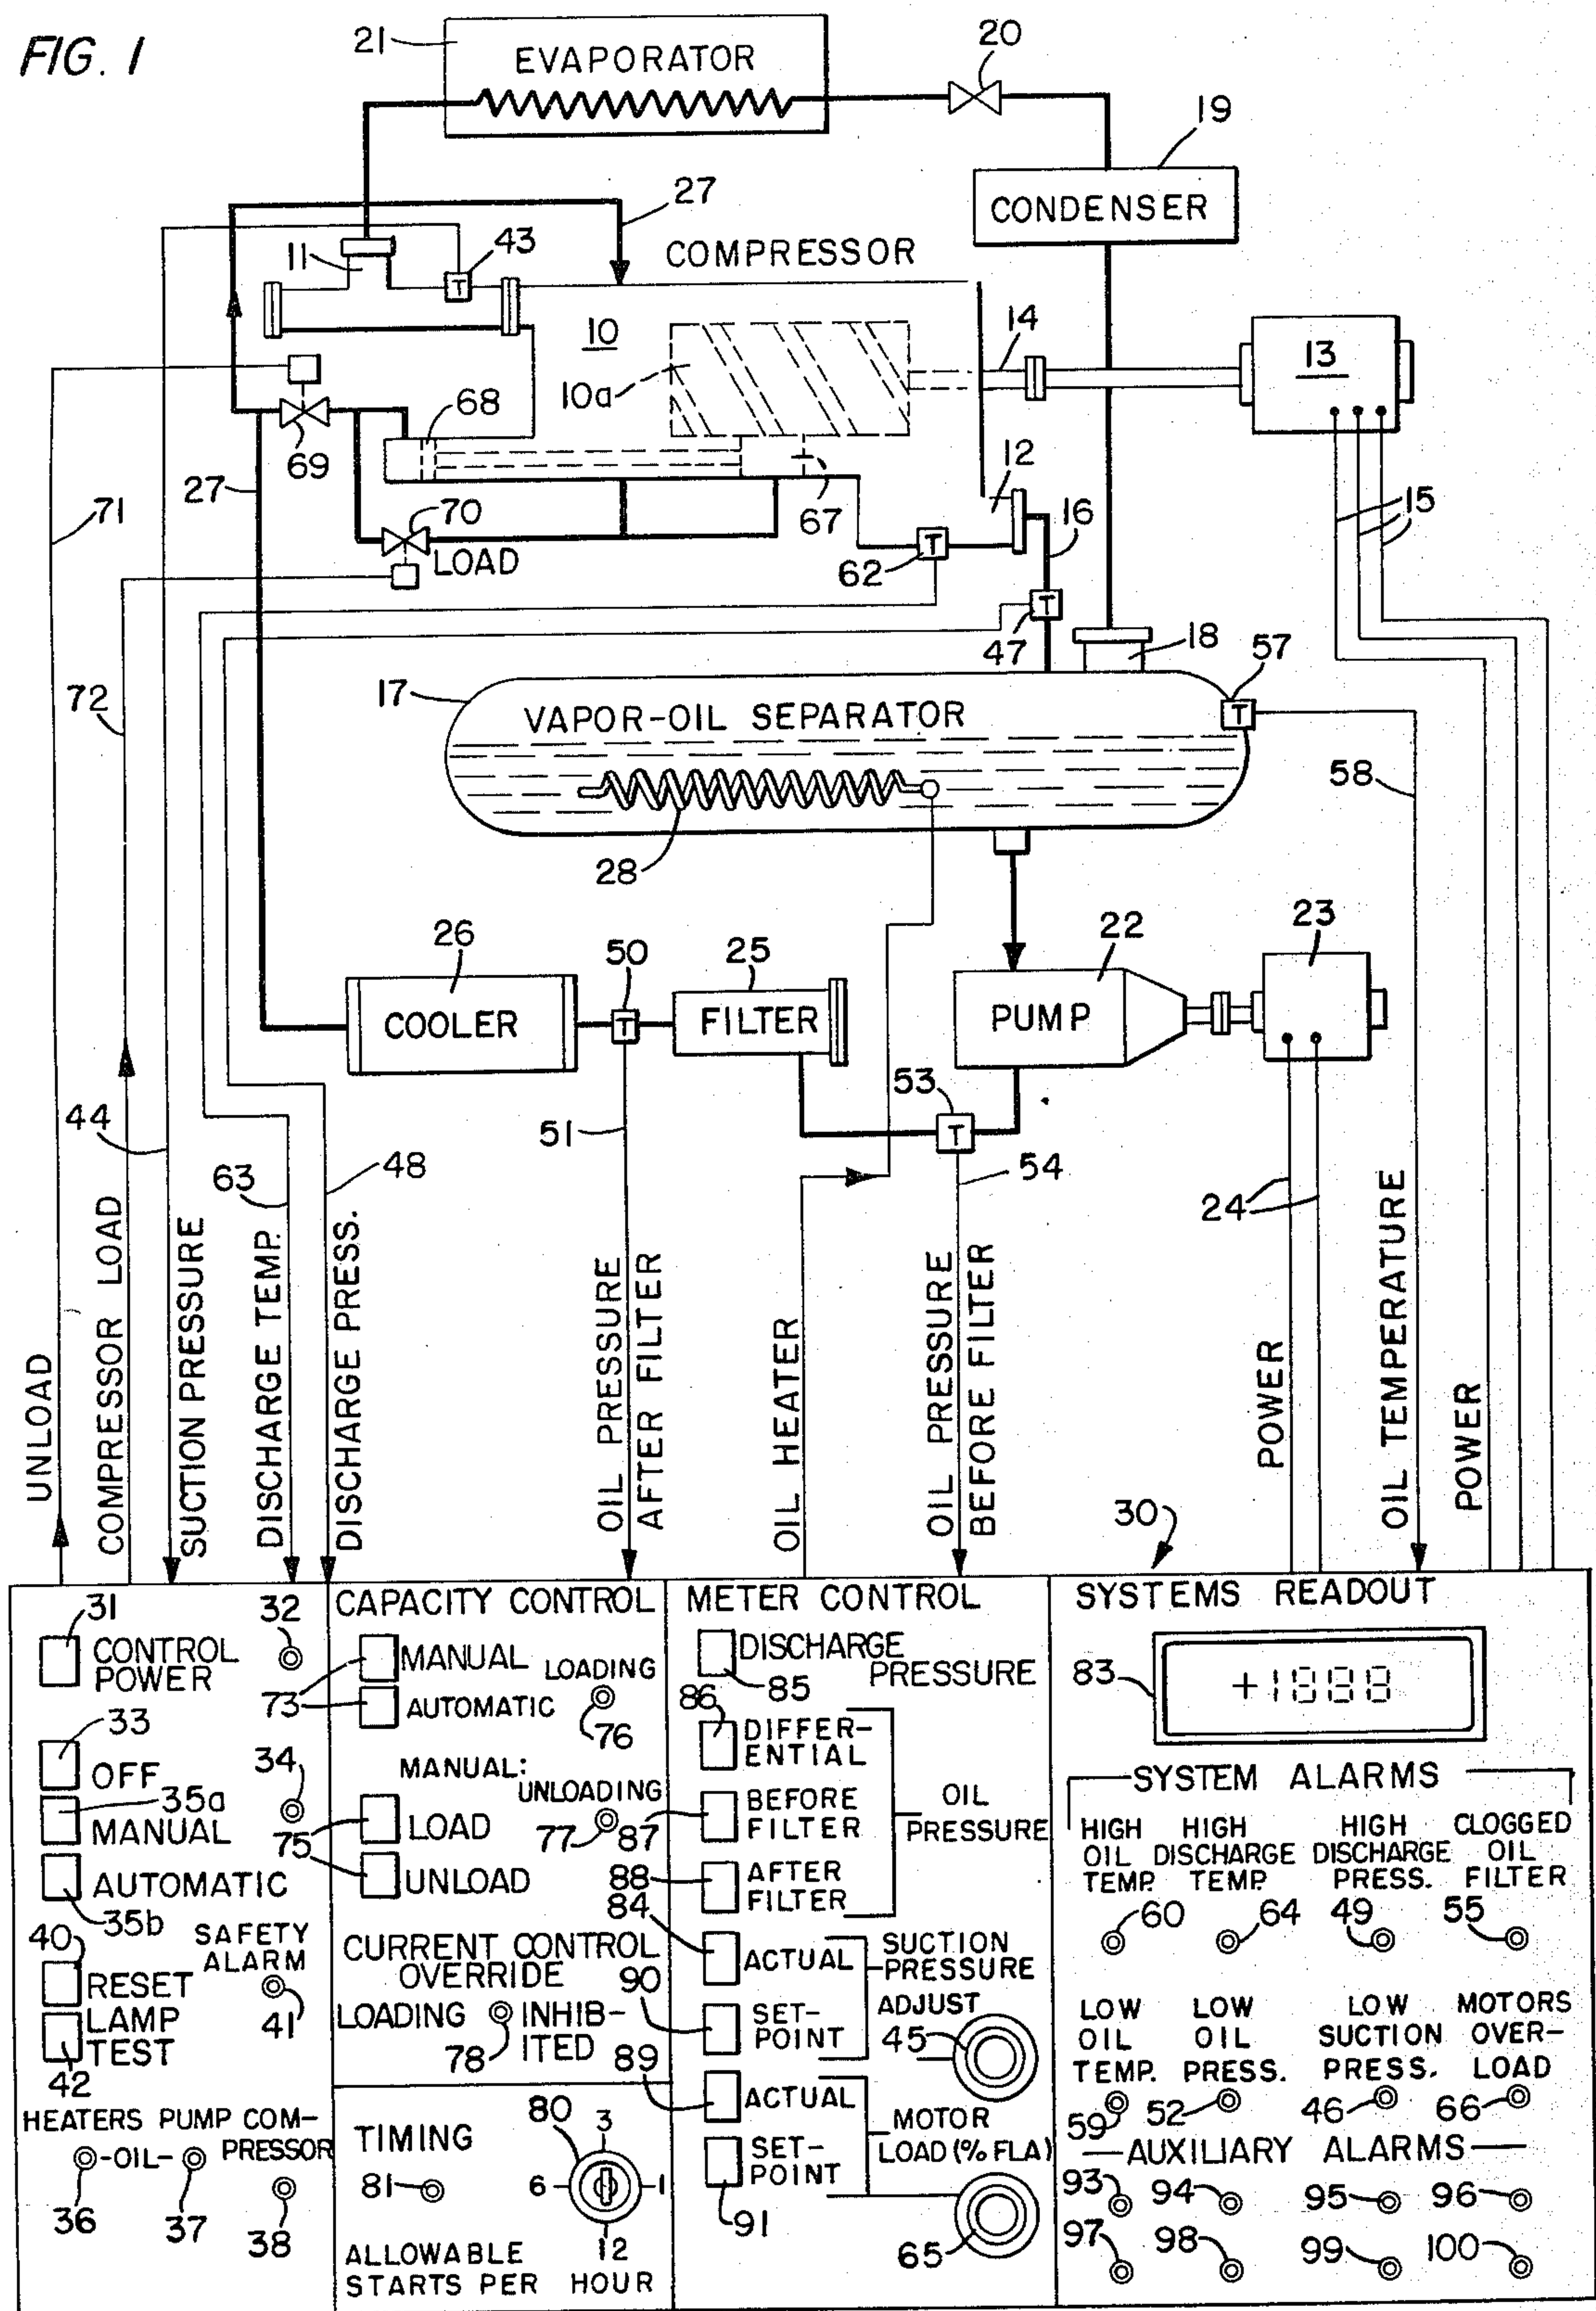 FIG. 1
21
EVAPORATOR
20
19
CONDENSER
27
43
11
COMPRESSOR
10
14
13
10a
68
69
12
27
71
70
67
16
15
LOAD
62
47
18
57
72
17
VAPOR-OIL SEPARATOR
58
28
26
50
25
22
23
COOLER
T
FILTER
PUMP
53
44
51
T
48
63
54
24
UNLOAD
COMPRESSOR LOAD
SUCTION PRESSURE
DISCHARGE TEMP.
DISCHARGE PRESS.
OIL PRESSURE
AFTER FILTER
OIL HEATER
OIL PRESSURE
BEFORE FILTER
POWER
OIL TEMPERATURE
POWER
30
31
32
CONTROL
POWER
33
34
OFF
35a
MANUAL
AUTOMATIC
35b
SAFETY
ALARM
40
RESET
41
LAMP
TEST
42
HEATERS PUMP COM-
PRESSOR
-OIL-
36
37
38
CAPACITY CONTROL
MANUAL
LOADING
73
AUTOMATIC
76
MANUAL:
UNLOADING
75
LOAD
77
UNLOAD
CURRENT CONTROL
OVERRIDE
LOADING
INHIB-
ITED
78
TIMING
80
3
81
6
1
12
ALLOWABLE
STARTS PER HOUR
METER CONTROL
DISCHARGE
PRESSURE
85
86
DIFFER-
ENTIAL
87
BEFORE
FILTER
OIL
PRESSURE
88
AFTER
FILTER
84
ACTUAL
SUCTION
PRESSURE
90
SET-
POINT
ADJUST
45
89
ACTUAL
MOTOR
LOAD (% FLA)
SET-
POINT
91
65
SYSTEMS READOUT
83
+1888
SYSTEM ALARMS
HIGH
OIL
TEMP.
HIGH
DISCHARGE
TEMP.
HIGH
DISCHARGE
PRESS.
CLOGGED
OIL
FILTER
60
64
49
55
LOW
OIL
TEMP.
LOW
OIL
PRESS.
LOW
SUCTION
PRESS.
MOTORS
OVER-
LOAD
59
52
46
66
AUXILIARY ALARMS
93
94
95
96
97
98
99
100